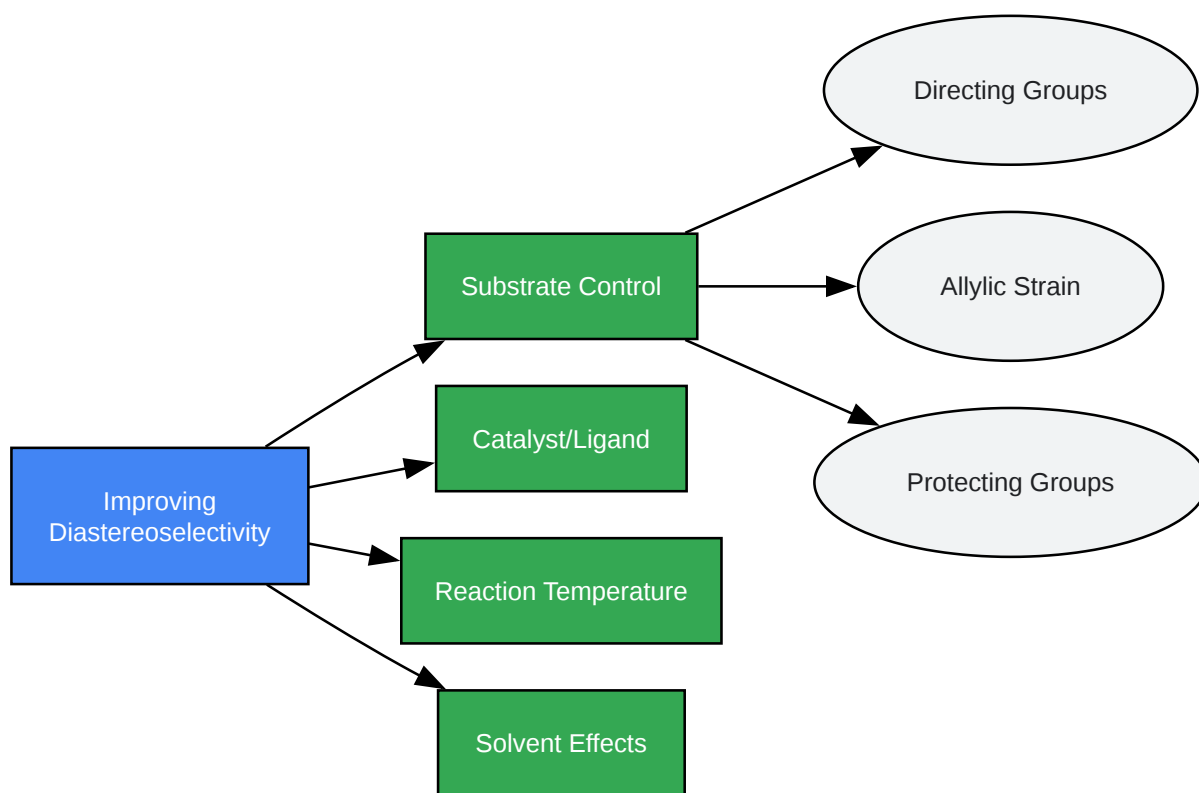 Directing Groups
Substrate Control
Allylic Strain
Catalyst/Ligand
Improving
Diastereoselectivity
Protecting Groups
Reaction Temperature
Solvent Effects